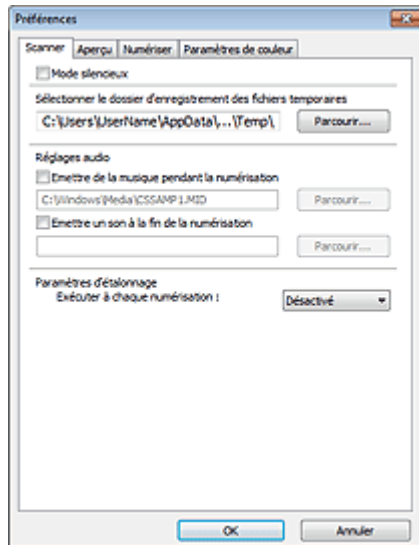 Préférences
Scanner Aperçu Numériser Paramètres de couleur
Mode silencieux
Sélectionner le dossier d'enregistrement des fichiers temporaires
C:\Users\UserName\AppData\...\Temp\ Parcourir....
Réglages audio
Emettre de la musique pendant la numérisation
C:\Windows\Media\CSSAMP1.MID Parcourir....
Emettre un son à la fin de la numérisation
Parcourir....
Paramètres d'étalonnage
Exécuter à chaque numérisation : Désactivé
OK Annuler